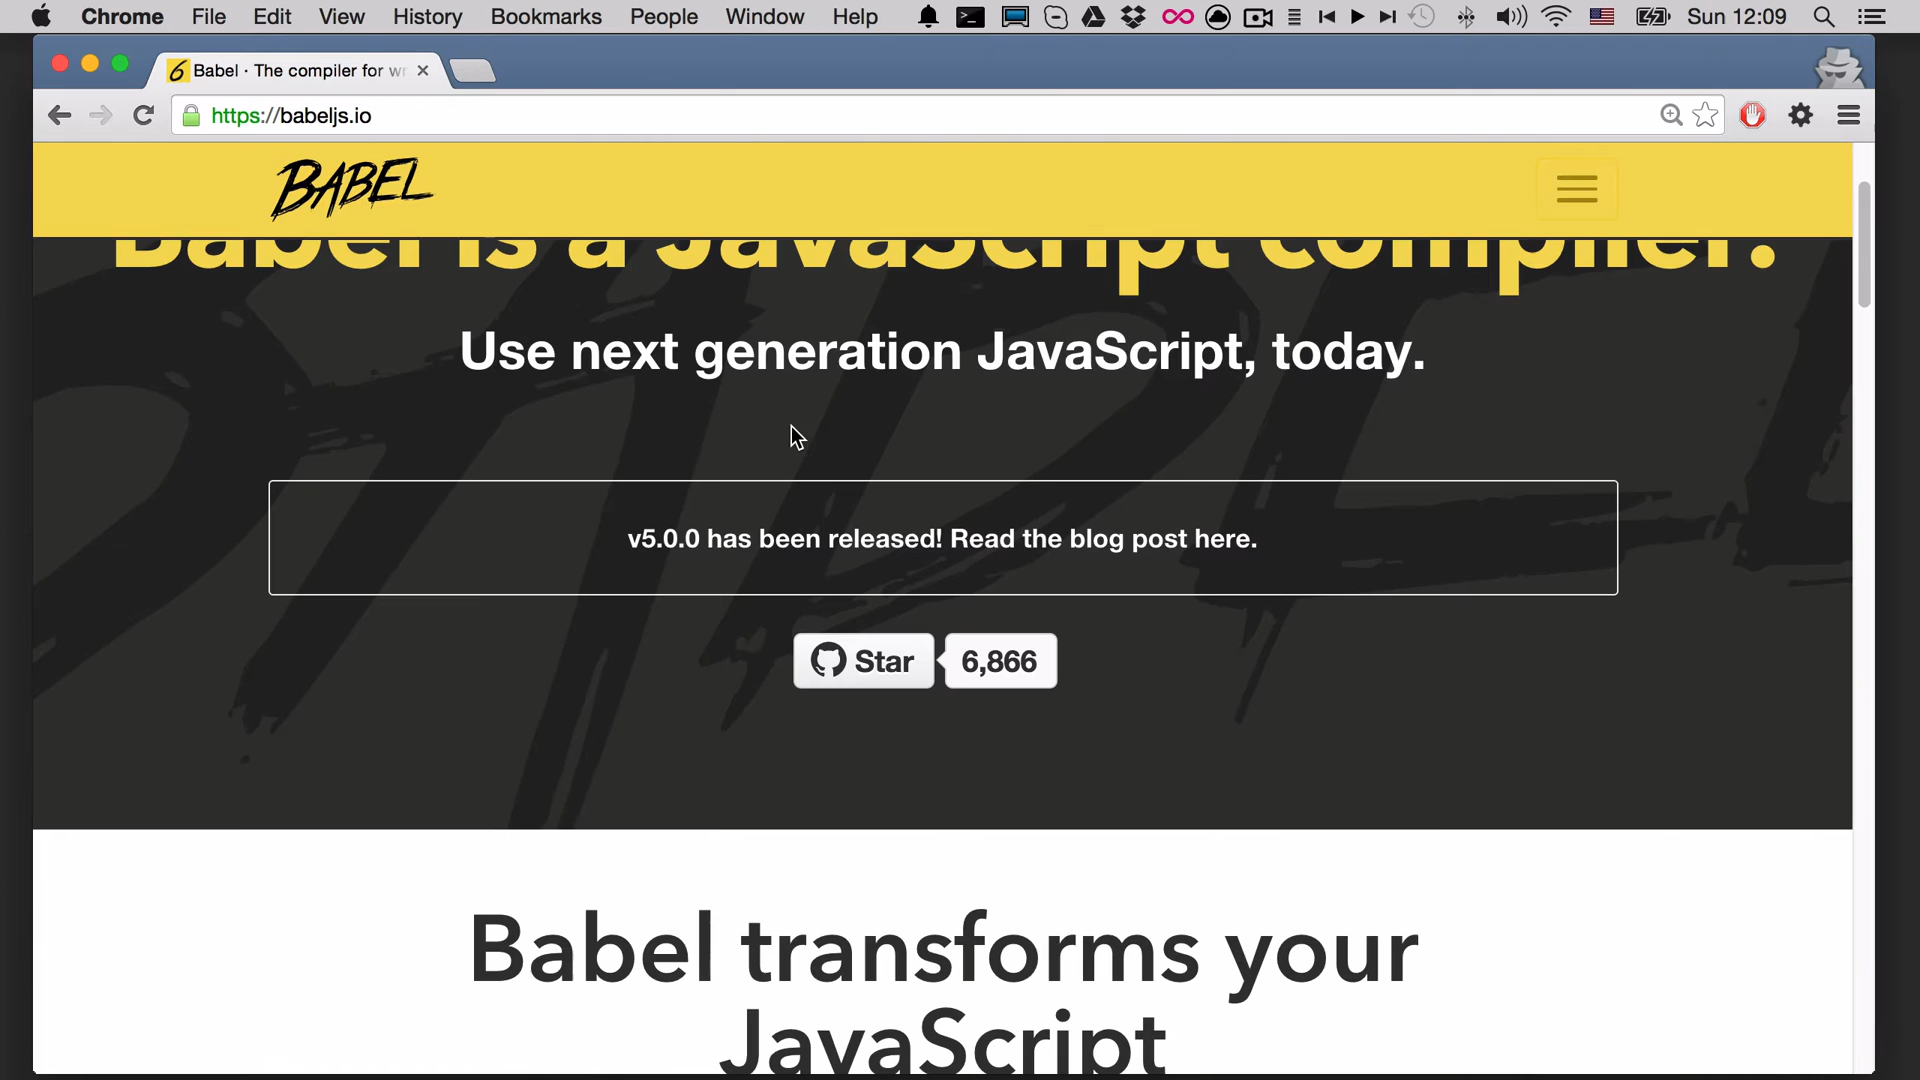 Chrome File Edit View History Bookmarks People Window Help Sun 12:09
6 Babel · The compiler for wr
https://babeljs.io
BABEL
Babel is a JavaScript compiler.
Use next generation JavaScript, today.
v5.0.0 has been released! Read the blog post here.
Star 6,866
Babel transforms your
JavaScript